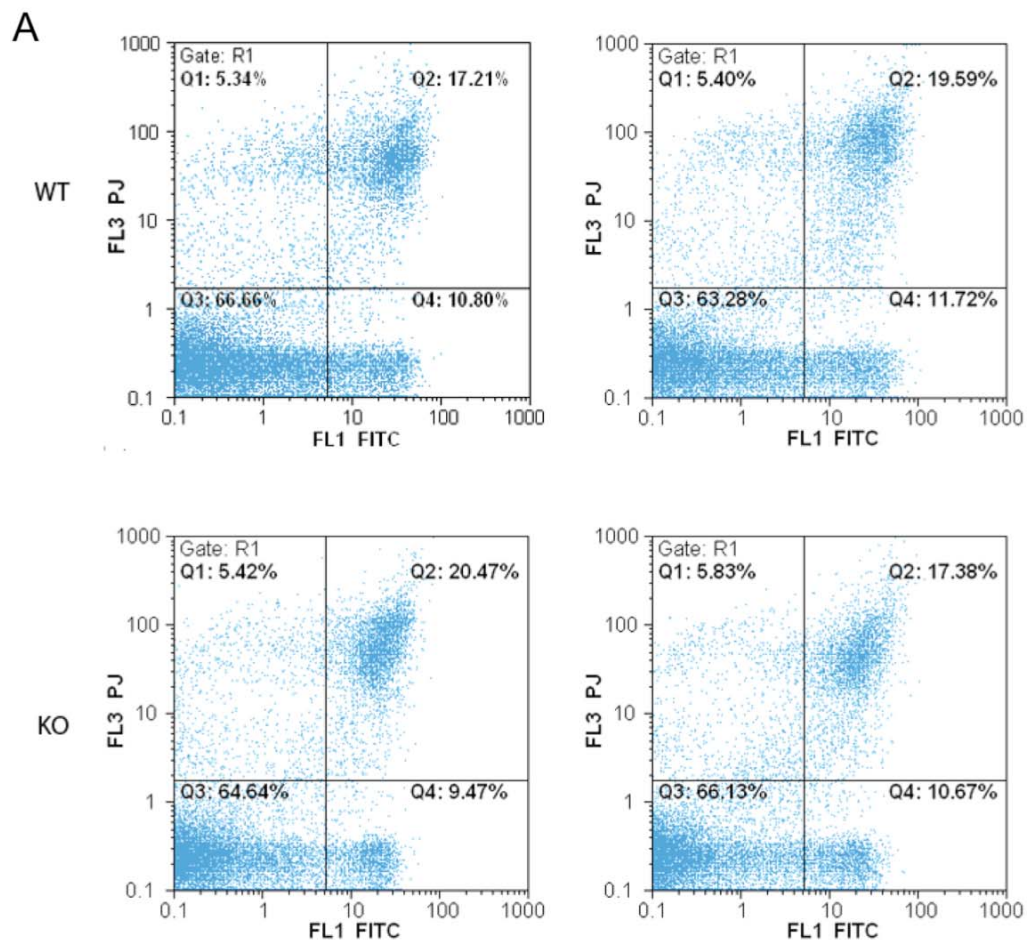 A
WT
Gate: R1
Q1: 5.34%
Q2: 17.21%
Q3: 66.66%
Q4: 10.80%
1000
100
10
1
0.1
FL3 PJ
0.1 1 10 100 1000
FL1 FITC
Gate: R1
Q1: 5.40%
Q2: 19.59%
Q3: 63.28%
Q4: 11.72%
1000
100
10
1
0.1
FL3 PJ
0.1 1 10 100 1000
FL1 FITC
KO
Gate: R1
Q1: 5.42%
Q2: 20.47%
Q3: 64.64%
Q4: 9.47%
1000
100
10
1
0.1
FL3 PJ
0.1 1 10 100 1000
FL1 FITC
Gate: R1
Q1: 5.83%
Q2: 17.38%
Q3: 66.13%
Q4: 10.67%
1000
100
10
1
0.1
FL3 PJ
0.1 1 10 100 1000
FL1 FITC